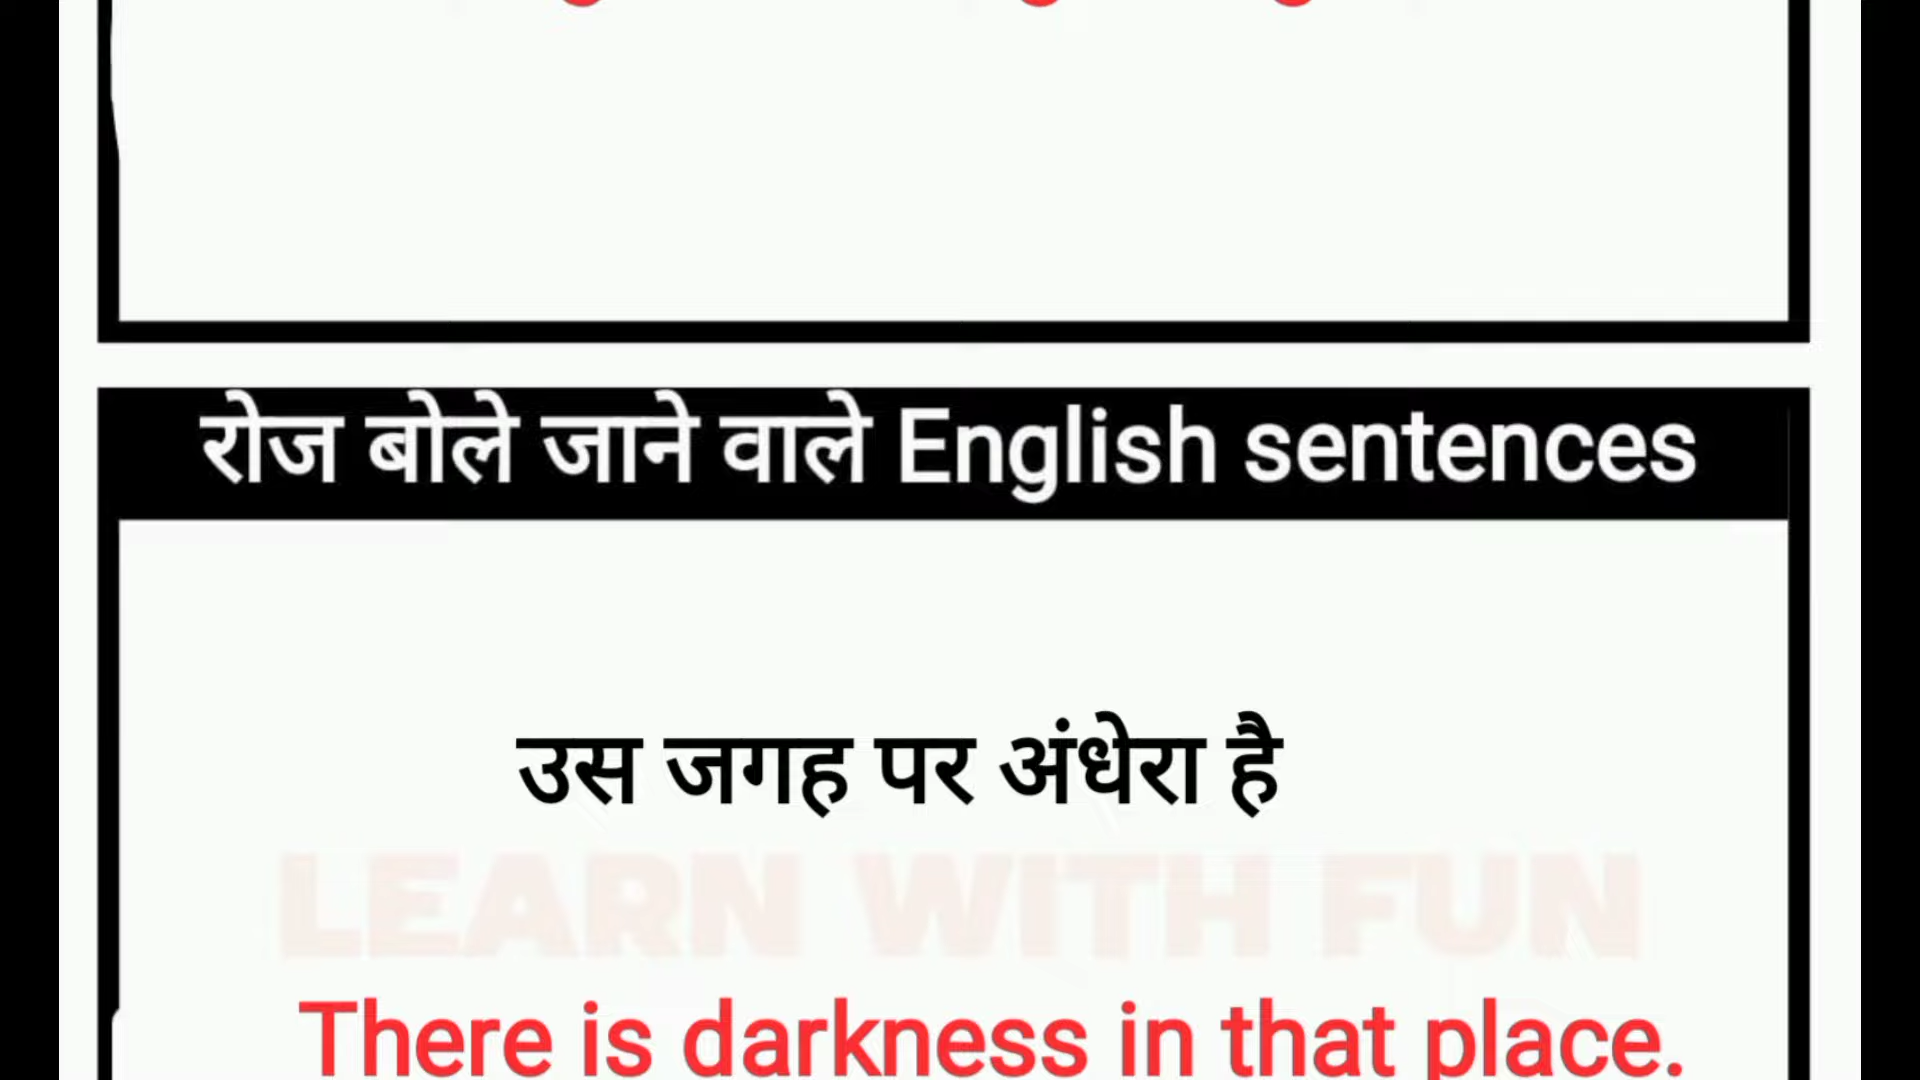 रोज बोले जाने वाले English sentences
उस जगह पर अंधेरा है
LEARN WITH FUN
There is darkness in that place.